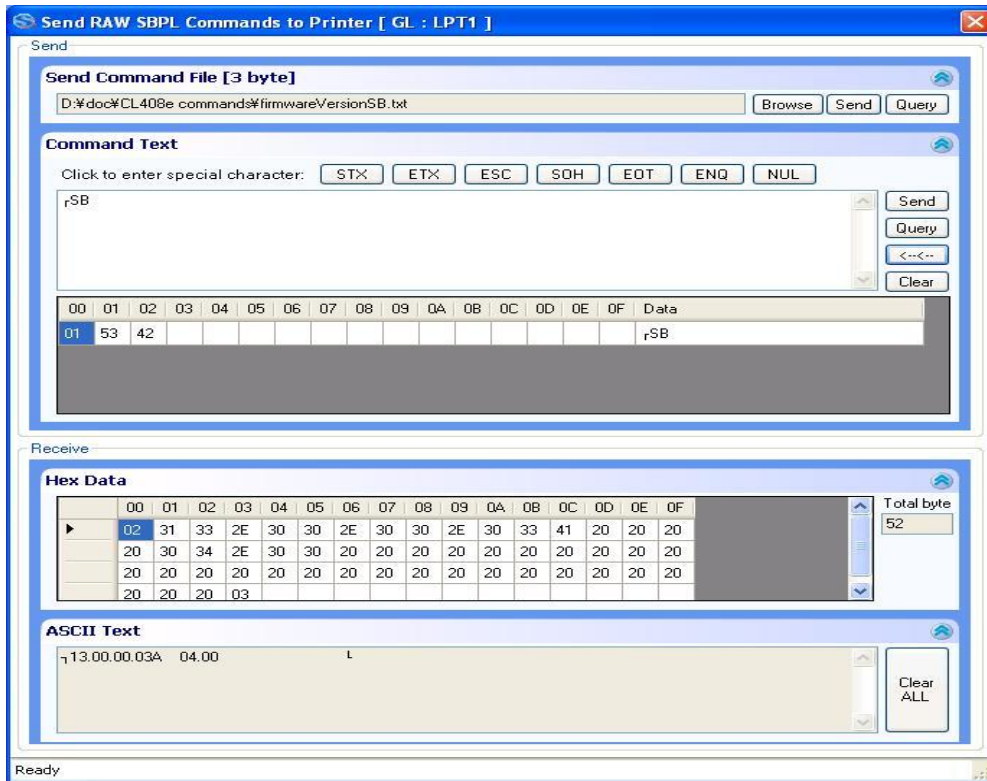 Send RAW SBPL Commands to Printer [ GL : LPT1 ]
Send
Send Command File [3 byte]
D:¥doc¥CL408e commands¥firmwareVersionSB.txt Browse Send Query
Command Text
Click to enter special character: STX ETX ESC SOH EOT ENQ NUL
┌SB Send
Query
<--<--
Clear
00 01 02 03 04 05 06 07 08 09 0A 0B 0C 0D 0E 0F Data
01 53 42 ┌SB
Receive
Hex Data
00 01 02 03 04 05 06 07 08 09 0A 0B 0C 0D 0E 0F Total byte
02 31 33 2E 30 30 2E 30 30 2E 30 33 41 20 20 20 52
20 30 34 2E 30 30 20 20 20 20 20 20 20 20 20 20
20 20 20 20 20 20 20 20 20 20 20 20 20 20 20 20
20 20 20 03
ASCII Text
┐13.00.00.03A 04.00 └
Clear
ALL
Ready